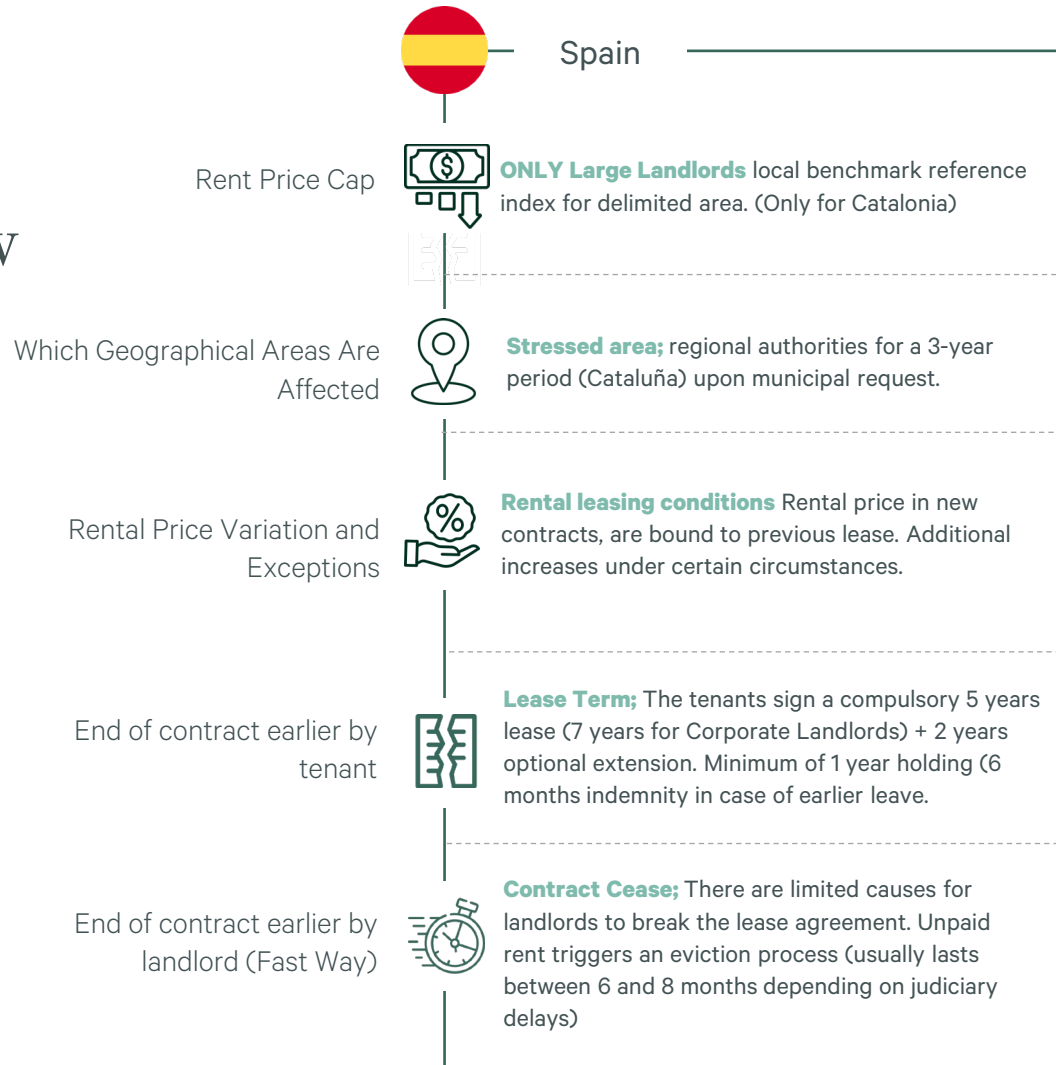 Spain
Rent Price Cap
ONLY Large Landlords local benchmark reference
index for delimited area. (Only for Catalonia)
w
Which Geographical Areas Are
Affected
Stressed area; regional authorities for a 3-year
period (Cataluña) upon municipal request.
Rental Price Variation and
Exceptions
Rental leasing conditions Rental price in new
contracts, are bound to previous lease. Additional
increases under certain circumstances.
End of contract earlier by
tenant
Lease Term; The tenants sign a compulsory 5 years
lease (7 years for Corporate Landlords) + 2 years
optional extension. Minimum of 1 year holding (6
months indemnity in case of earlier leave.
End of contract earlier by
landlord (Fast Way)
Contract Cease; There are limited causes for
landlords to break the lease agreement. Unpaid
rent triggers an eviction process (usually lasts
between 6 and 8 months depending on judiciary
delays)